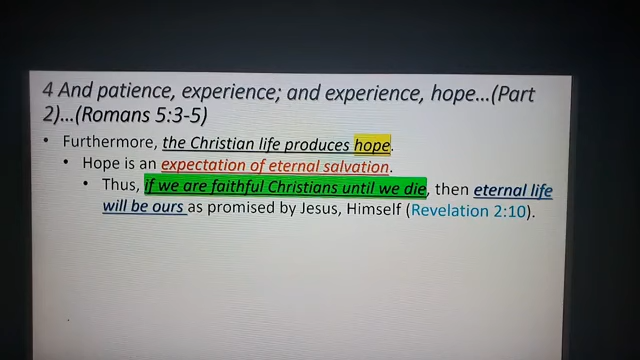 4 And patience, experience; and experience, hope...(Part
2)...(Romans 5:3-5)
• Furthermore, the Christian life produces hope.
• Hope is an expectation of eternal salvation.
• Thus, if we are faithful Christians until we die, then eternal life
will be ours as promised by Jesus, Himself (Revelation 2:10).